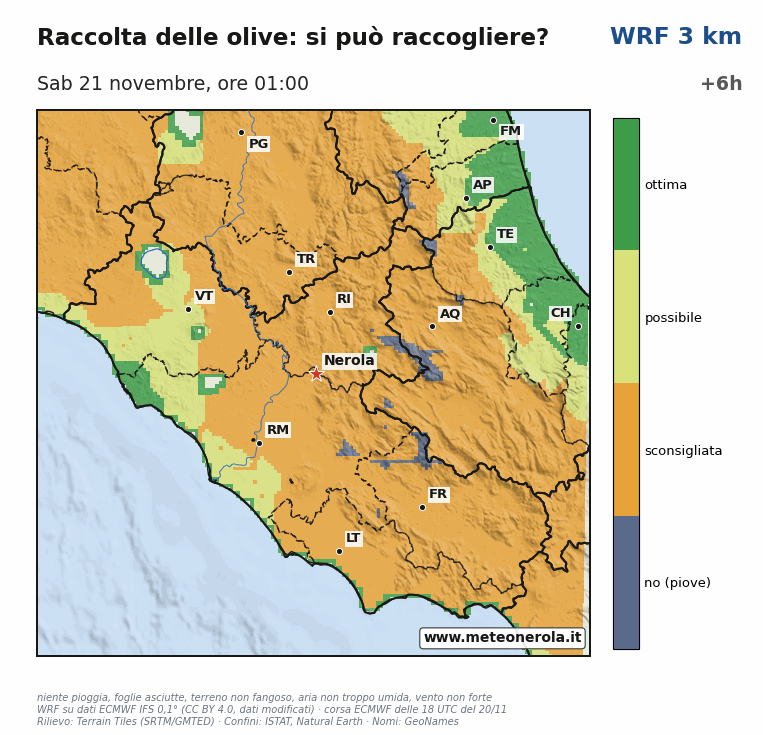 Raccolta delle olive: si può raccogliere?
WRF 3 km
Sab 21 novembre, ore 01:00
+6h
FM
PG
AP
TE
TR
VT
RI
AQ
CH
Nerola
RM
FR
LT
ottima
possibile
sconsigliata
no (piove)
www.meteonerola.it
niente pioggia, foglie asciutte, terreno non fangoso, aria non troppo umida, vento non forte
WRF su dati ECMWF IFS 0,1° (CC BY 4.0, dati modificati) · corsa ECMWF delle 18 UTC del 20/11
Rilievo: Terrain Tiles (SRTM/GMTED) · Confini: ISTAT, Natural Earth · Nomi: GeoNames